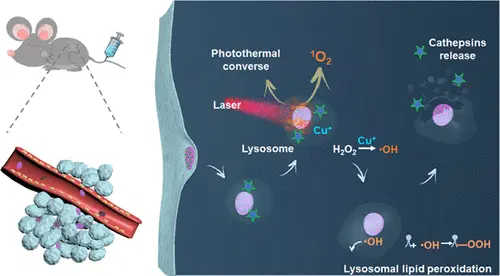 Photothermal
converse
¹O₂
Cathepsins
release
Laser
Cu⁺
Lysosome
H₂O₂ Cu⁺→ •OH
•OH
+ •OH → -OOH
Lysosomal lipid peroxidation